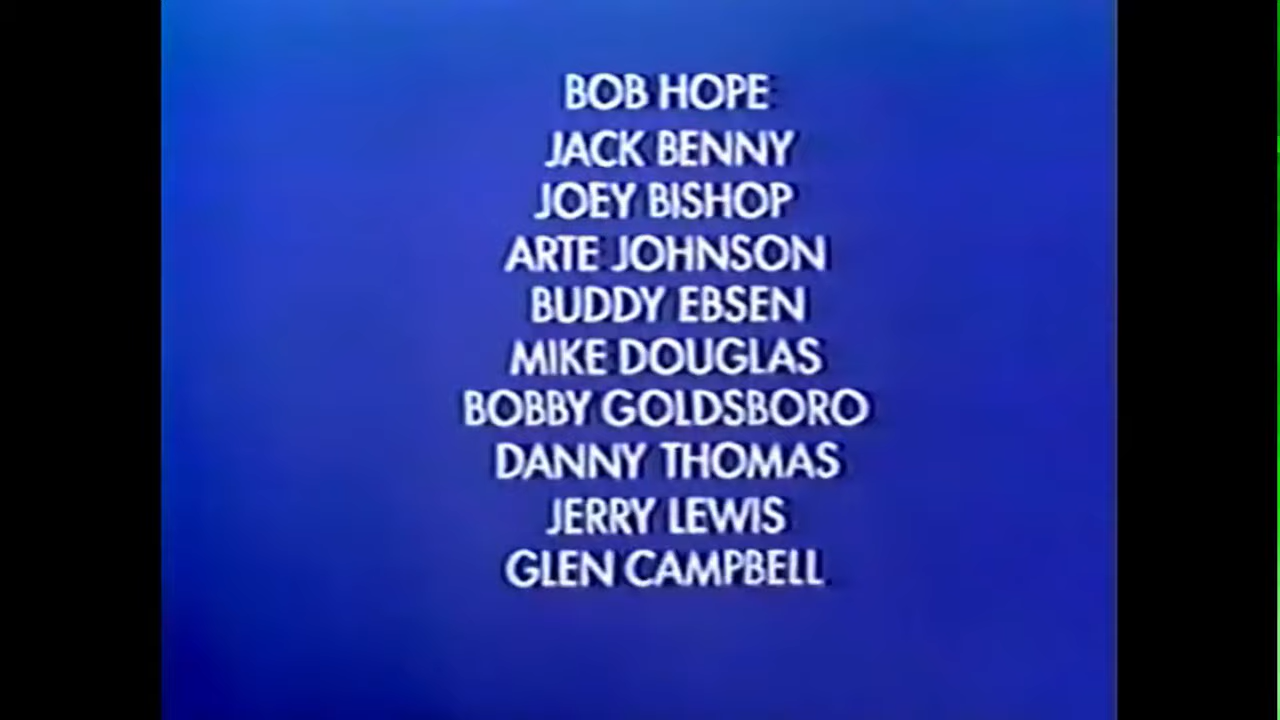 BOB HOPE
JACK BENNY
JOEY BISHOP
ARTE JOHNSON
BUDDY EBSEN
MIKE DOUGLAS
BOBBY GOLDSBORO
DANNY THOMAS
JERRY LEWIS
GLEN CAMPBELL